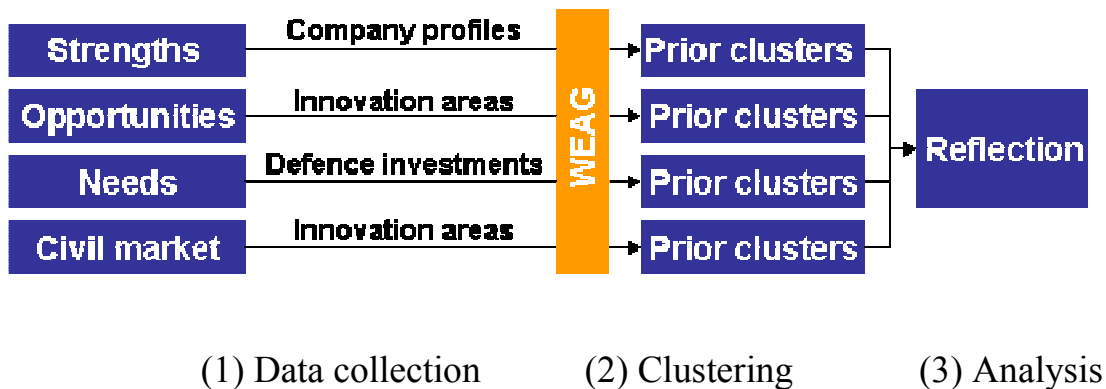 Strengths
Company profiles
Prior clusters
Opportunities
Innovation areas
Prior clusters
Needs
Defence investments
Prior clusters
Civil market
Innovation areas
Prior clusters
WEAG
Reflection
(1) Data collection
(2) Clustering
(3) Analysis